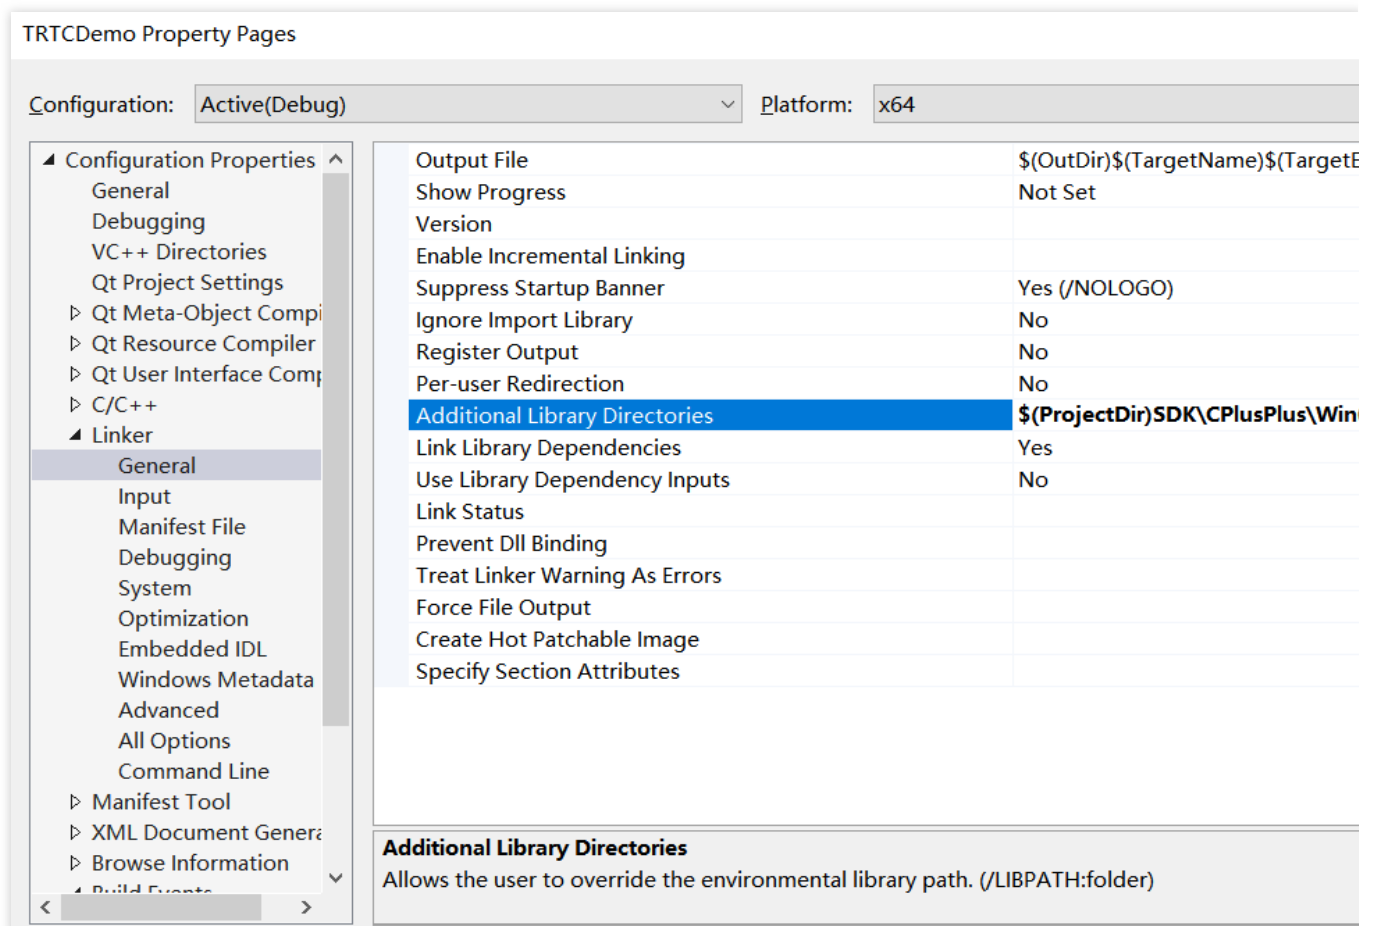 TRTCDemo Property Pages
Configuration: Active(Debug) Platform: x64
Configuration Properties
General
Debugging
VC++ Directories
Qt Project Settings
Qt Meta-Object Compi
Qt Resource Compiler
Qt User Interface Comp
C/C++
Linker
General
Input
Manifest File
Debugging
System
Optimization
Embedded IDL
Windows Metadata
Advanced
All Options
Command Line
Manifest Tool
XML Document Genera
Browse Information
Build Events
Output File $(OutDir)$(TargetName)$(TargetE
Show Progress Not Set
Version
Enable Incremental Linking
Suppress Startup Banner Yes (/NOLOGO)
Ignore Import Library No
Register Output No
Per-user Redirection No
Additional Library Directories $(ProjectDir)SDK\CPlusPlus\Win
Link Library Dependencies Yes
Use Library Dependency Inputs No
Link Status
Prevent Dll Binding
Treat Linker Warning As Errors
Force File Output
Create Hot Patchable Image
Specify Section Attributes
Additional Library Directories
Allows the user to override the environmental library path. (/LIBPATH:folder)